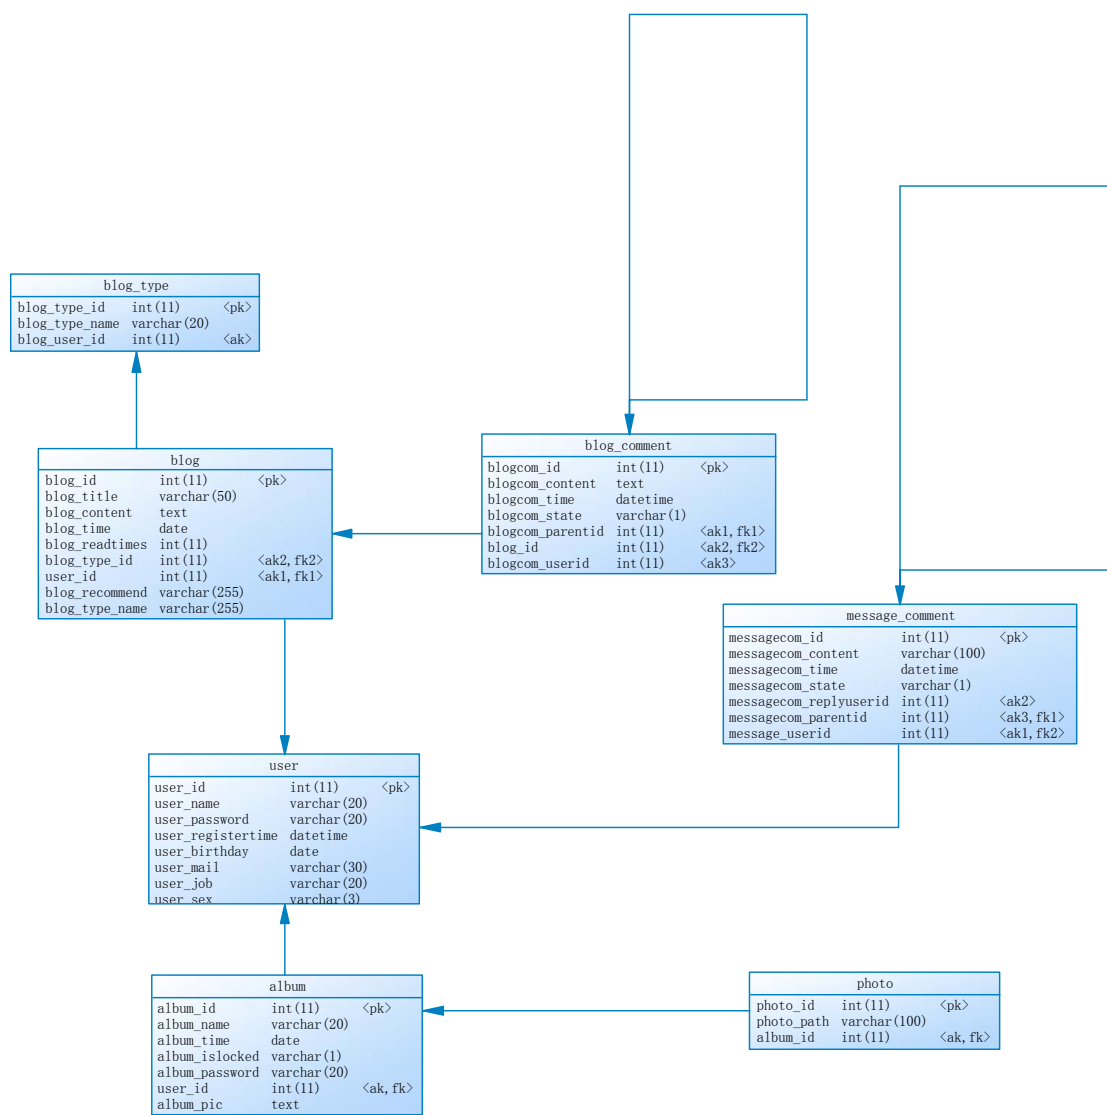 blog_type
blog_type_id int(11) <pk>
blog_type_name varchar(20)
blog_user_id int(11) <ak>
blog
blog_id int(11) <pk>
blog_title varchar(50)
blog_content text
blog_time date
blog_readtimes int(11)
blog_type_id int(11) <ak2,fk2>
user_id int(11) <ak1,fk1>
blog_recommend varchar(255)
blog_type_name varchar(255)
blog_comment
blogcom_id int(11) <pk>
blogcom_content text
blogcom_time datetime
blogcom_state varchar(1)
blogcom_parentid int(11) <ak1,fk1>
blog_id int(11) <ak2,fk2>
blogcom_userid int(11) <ak3>
message_comment
messagecom_id int(11) <pk>
messagecom_content varchar(100)
messagecom_time datetime
messagecom_state varchar(1)
messagecom_replyuserid int(11) <ak2>
messagecom_parentid int(11) <ak3,fk1>
message_userid int(11) <ak1,fk2>
user
user_id int(11) <pk>
user_name varchar(20)
user_password varchar(20)
user_registertime datetime
user_birthday date
user_mail varchar(30)
user_job varchar(20)
user_sex varchar(3)
album
album_id int(11) <pk>
album_name varchar(20)
album_time date
album_islocked varchar(1)
album_password varchar(20)
user_id int(11) <ak,fk>
album_pic text
photo
photo_id int(11) <pk>
photo_path varchar(100)
album_id int(11) <ak,fk>